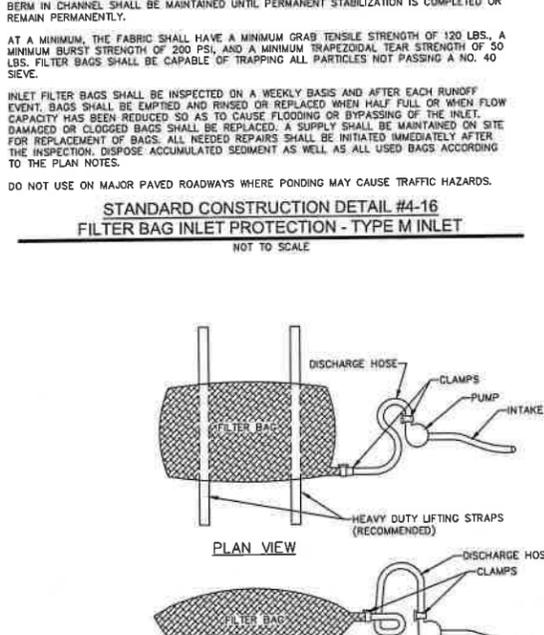 BERM IN CHANNEL SHALL BE MAINTAINED UNTIL PERMANENT STABILIZATION IS COMPLETED OR
REMAIN PERMANENTLY.
AT A MINIMUM, THE FABRIC SHALL HAVE A MINIMUM GRAB TENSILE STRENGTH OF 120 LBS., A
MINIMUM BURST STRENGTH OF 200 PSI, AND A MINIMUM TRAPEZOIDAL TEAR STRENGTH OF 50
LBS. FILTER BAGS SHALL BE CAPABLE OF TRAPPING ALL PARTICLES NOT PASSING A NO. 40
SIEVE.
INLET FILTER BAGS SHALL BE INSPECTED ON A WEEKLY BASIS AND AFTER EACH RUNOFF
EVENT. BAGS SHALL BE EMPTIED AND RINSED OR REPLACED WHEN HALF FULL OR WHEN FLOW
CAPACITY HAS BEEN REDUCED SO AS TO CAUSE FLOODING OR BYPASSING OF THE INLET.
DAMAGED OR CLOGGED BAGS SHALL BE REPLACED. A SUPPLY SHALL BE MAINTAINED ON SITE
FOR REPLACEMENT OF BAGS. ALL NEEDED REPAIRS SHALL BE INITIATED IMMEDIATELY AFTER
THE INSPECTION. DISPOSE ACCUMULATED SEDIMENT AS WELL AS ALL USED BAGS ACCORDING
TO THE PLAN NOTES.
DO NOT USE ON MAJOR PAVED ROADWAYS WHERE PONDING MAY CAUSE TRAFFIC HAZARDS.
STANDARD CONSTRUCTION DETAIL #4-16
FILTER BAG INLET PROTECTION - TYPE M INLET
NOT TO SCALE
DISCHARGE HOSE
CLAMPS
PUMP
INTAKE
FILTER BAG
HEAVY DUTY LIFTING STRAPS
(RECOMMENDED)
PLAN VIEW
DISCHARGE HOS
CLAMPS
FILTER BAG